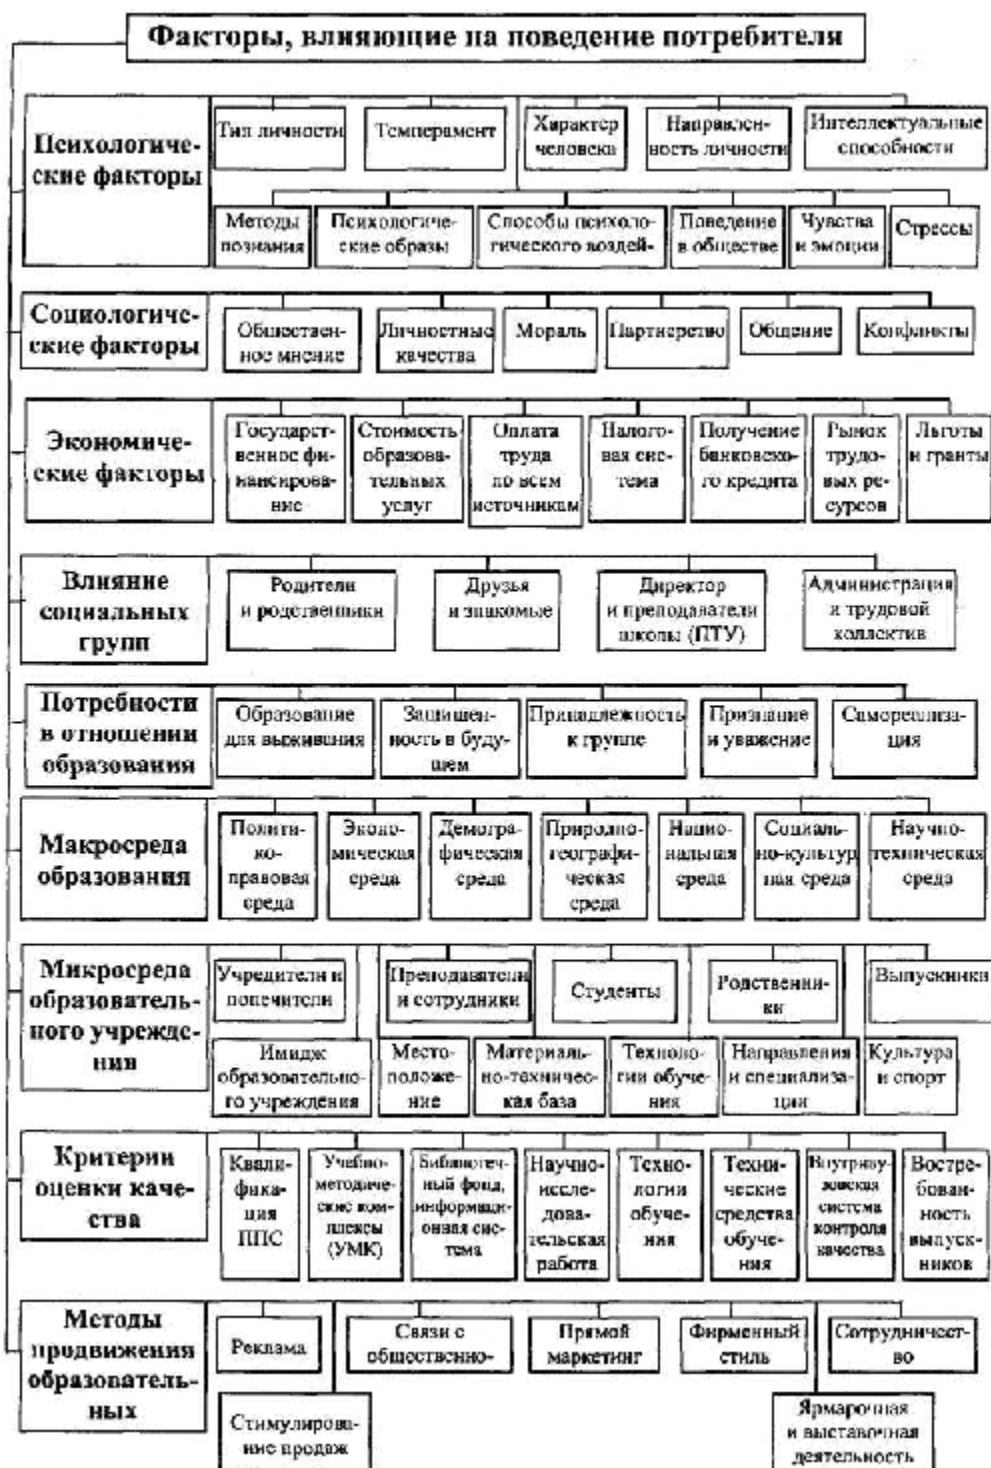 Факторы, влияющие на поведение потребителя
Психологиче-
ские факторы
Тип личности
Темперамент
Характер
человека
Направлен-
ность личности
Интеллектуальные
способности
Методы
познания
Психологиче-
ские образы
Способы психоло-
гического воздей-
Поведение
в обществе
Чувства
и эмоции
Стрессы
Социологиче-
ские факторы
Обществен-
ное мнение
Личностные
качества
Мораль
Партнерство
Общение
Конфликты
Экономиче-
ские факторы
Государст-
венное фи-
нансирова-
ние
Стоимость
образова-
тельных
услуг
Оплата
труда
по всем
источникам
Налого-
вая сис-
тема
Получение
банковско-
го кредита
Рынок
трудо-
вых ре-
сурсов
Льготы
и гранты
Влияние
социальных
групп
Родители
и родственники
Друзья
и знакомые
Директор
и преподаватели
школы (ПТУ)
Администрация
и трудовой
коллектив
Потребности
в отношении
образования
Образование
для выживания
Защищен-
ность в буду-
щем
Принадлежность
к группе
Признание
и уважение
Самореализа-
ция
Макросреда
образования
Полити-
ко-
правовая
среда
Эконо-
мическая
среда
Демогра-
фическая
среда
Природно-
географи-
ческая
среда
Нацио-
нальная
среда
Социаль-
но-культур
ная среда
Научно-
техническая
среда
Микросреда
образователь-
ного учрежде-
ния
Учредители и
попечители
Преподаватели
и сотрудники
Студенты
Родственни-
ки
Выпускники
Имидж
образовательно-
го учреждения
Место-
положе-
ние
Материаль-
но-техничес-
кая база
Техноло-
гии обуче-
ния
Направления
и специализа-
ции
Культура
и спорт
Критерии
оценки каче-
ства
Квали-
фика-
ция
ППС
Учебно-
методиче-
ские ком-
плексы
(УМК)
Библиотеч-
ный фонд,
информаци-
онная сис-
тема
Научно-
иссле-
дова-
тельская
работа
Техно-
логии
обуче-
ния
Техни-
ческие
средства
обуче-
ния
Внутриву-
зовская
система
контроля
качества
Востре-
бован-
ность
выпуск-
ников
Методы
продвижения
образователь-
ных
Реклама
Связи с
общественно-
Прямой
маркетинг
Фирменный
стиль
Сотрудничест-
во
Стимулирова-
ние продаж
Ярмарочная
и выставочная
деятельность